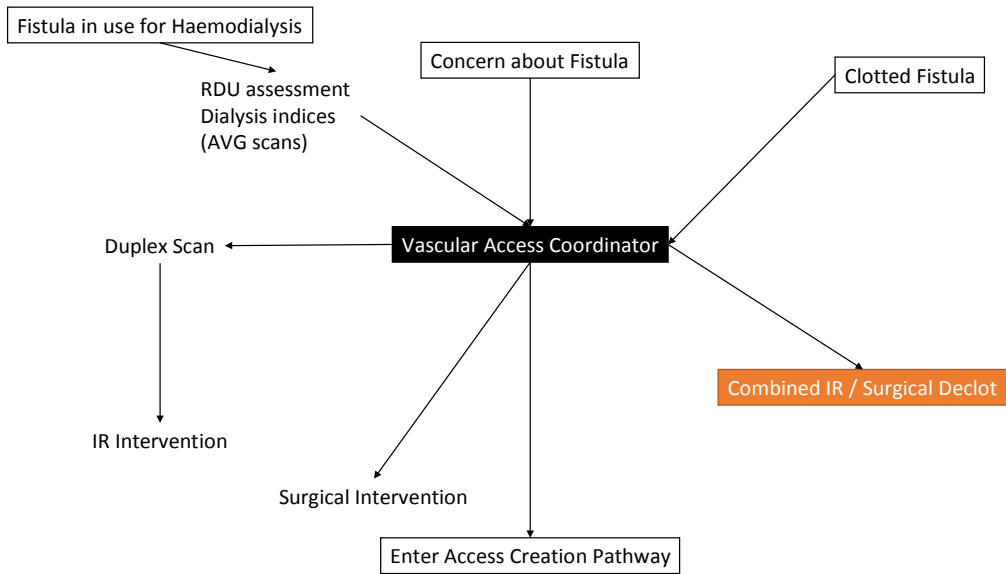 Fistula in use for Haemodialysis
Concern about Fistula
Clotted Fistula
RDU assessment
Dialysis indices
(AVG scans)
Duplex Scan
Vascular Access Coordinator
Combined IR / Surgical Declot
IR Intervention
Surgical Intervention
Enter Access Creation Pathway